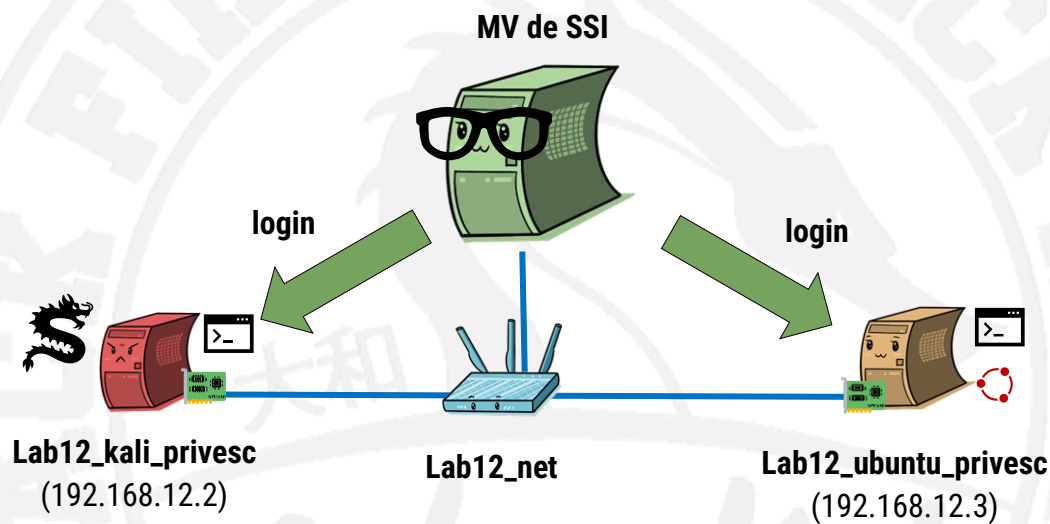 MV de SSI
login
login
Lab12_kali_privesc
(192.168.12.2)
Lab12_net
Lab12_ubuntu_privesc
(192.168.12.3)